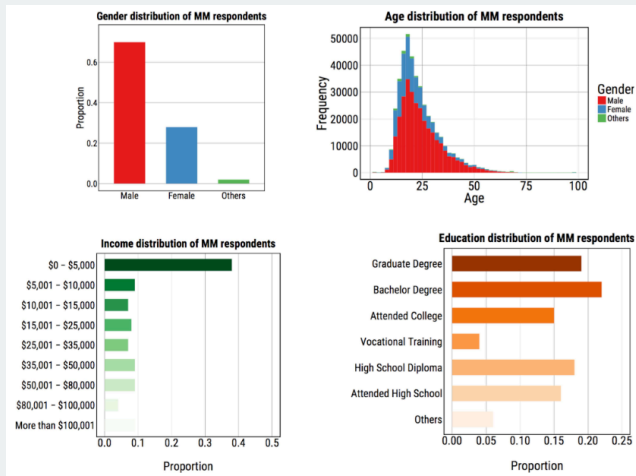 Gender distribution of MM respondents
Proportion
0.6
0.4
0.2
0.0
Male
Female
Others
Age distribution of MM respondents
Frequency
50000
40000
30000
20000
10000
0
0
25
50
75
100
Age
Gender
Male
Female
Others
Income distribution of MM respondents
$0 – $5,000
$5,001 – $10,000
$10,001 – $15,000
$15,001 – $25,000
$25,001 – $35,000
$35,001 – $50,000
$50,001 – $80,000
$80,001 – $100,000
More than $100,001
0.0
0.1
0.2
0.3
0.4
0.5
Proportion
Education distribution of MM respondents
Graduate Degree
Bachelor Degree
Attended College
Vocational Training
High School Diploma
Attended High School
Others
0.00
0.05
0.10
0.15
0.20
0.25
Proportion